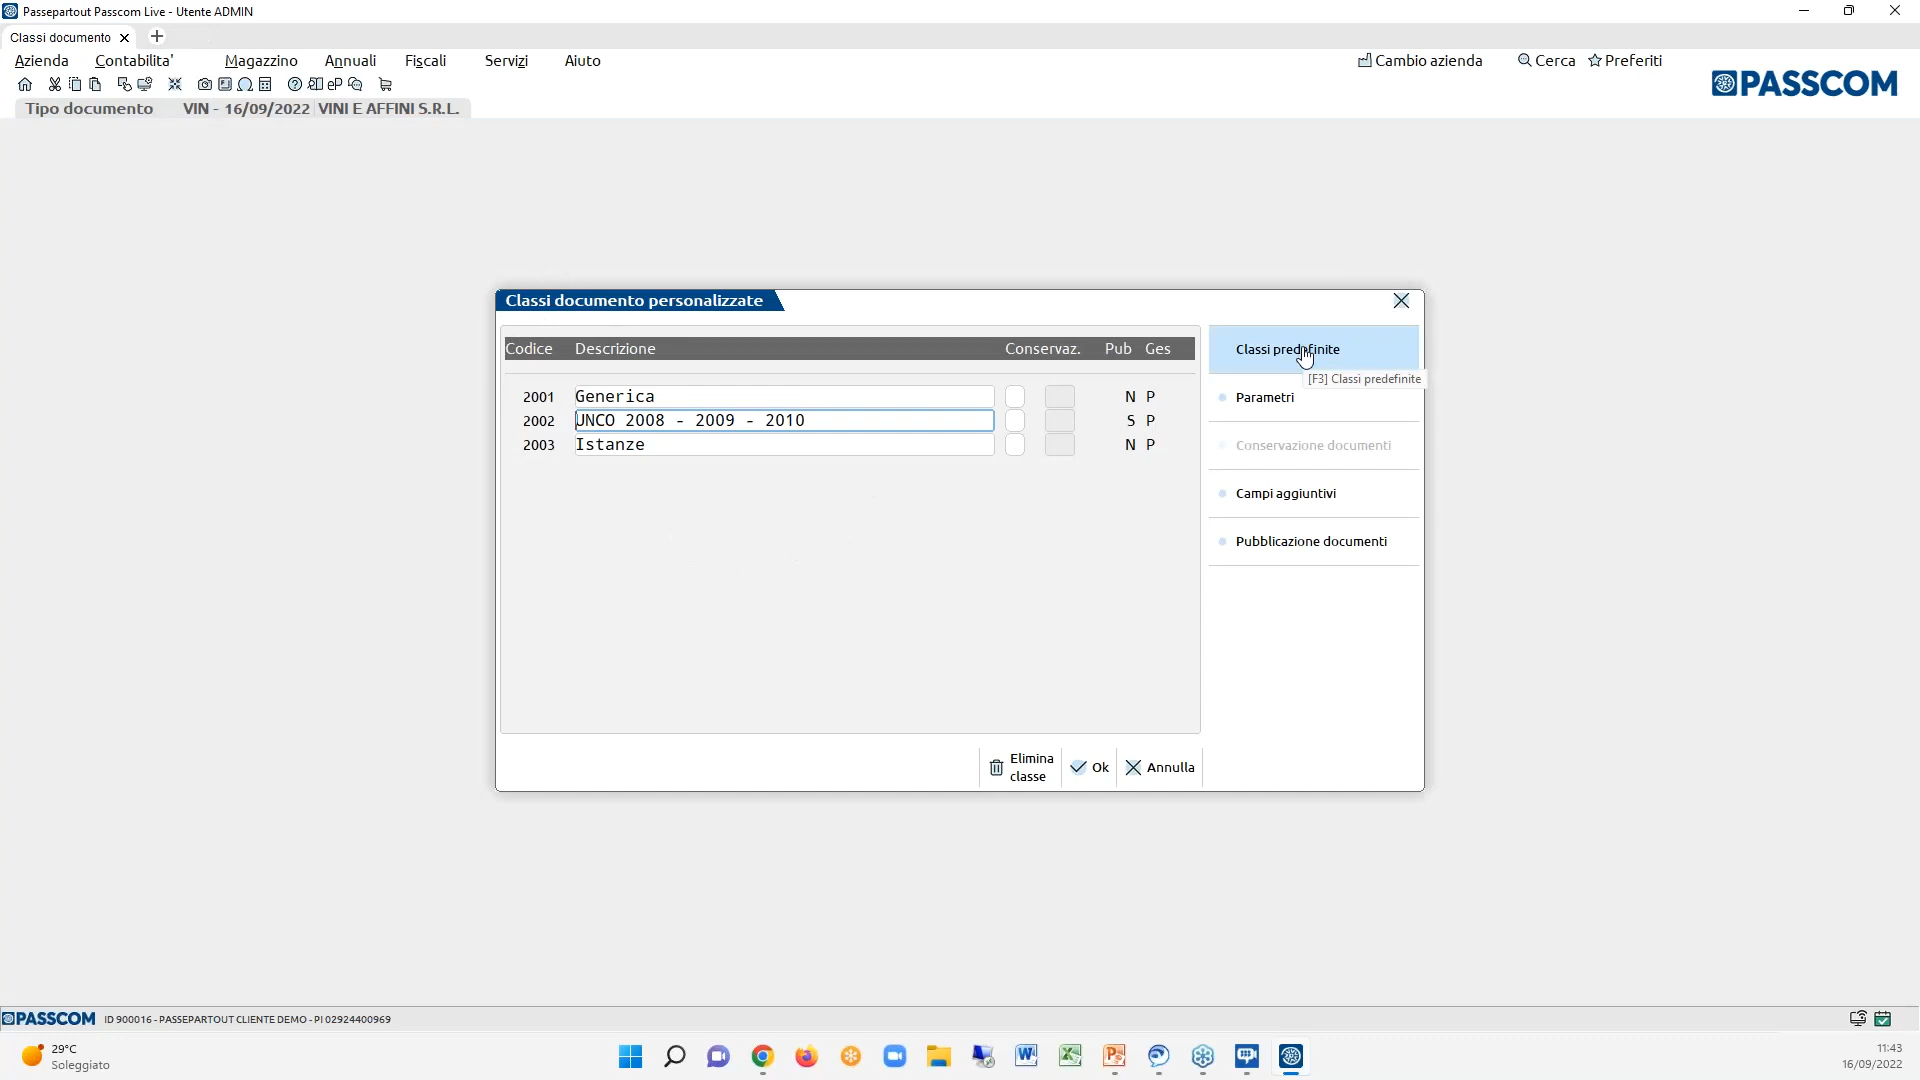 Passepartout Passcom Live - Utente ADMIN
Classi documento
Azienda Contabilita' Magazzino Annuali Fiscali Servizi Aiuto Cambio azienda Cerca Preferiti
PASSCOM
Tipo documento VIN - 16/09/2022 VINI E AFFINI S.R.L.
Classi documento personalizzate
Codice Descrizione Conservaz. Pub Ges
2001 Generica N P
2002 UNCO 2008 - 2009 - 2010 S P
2003 Istanze N P
Classi predefinite
[F3] Classi predefinite
Parametri
Conservazione documenti
Campi aggiuntivi
Pubblicazione documenti
Elimina
classe
Ok
Annulla
PASSCOM ID 900016 - PASSEPARTOUT CLIENTE DEMO - PI 02924400969
29°C
Soleggiato
11:43
16/09/2022